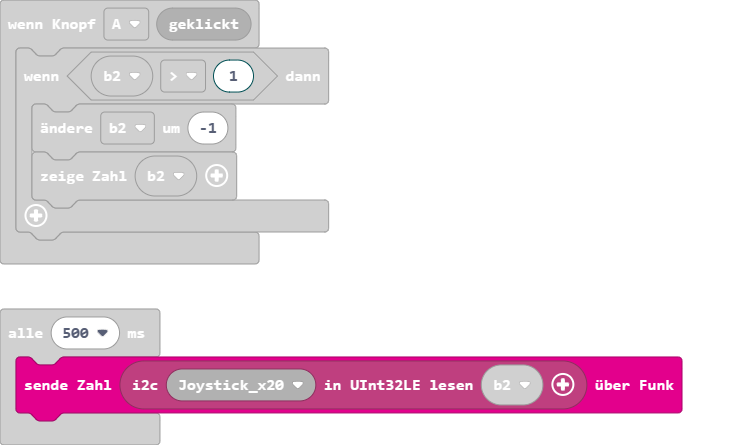 wenn Knopf A geklickt
wenn b2 > 1 dann
ändere b2 um -1
zeige Zahl b2
alle 500 ms
sende Zahl i2c Joystick_x20 in UInt32LE lesen b2 über Funk